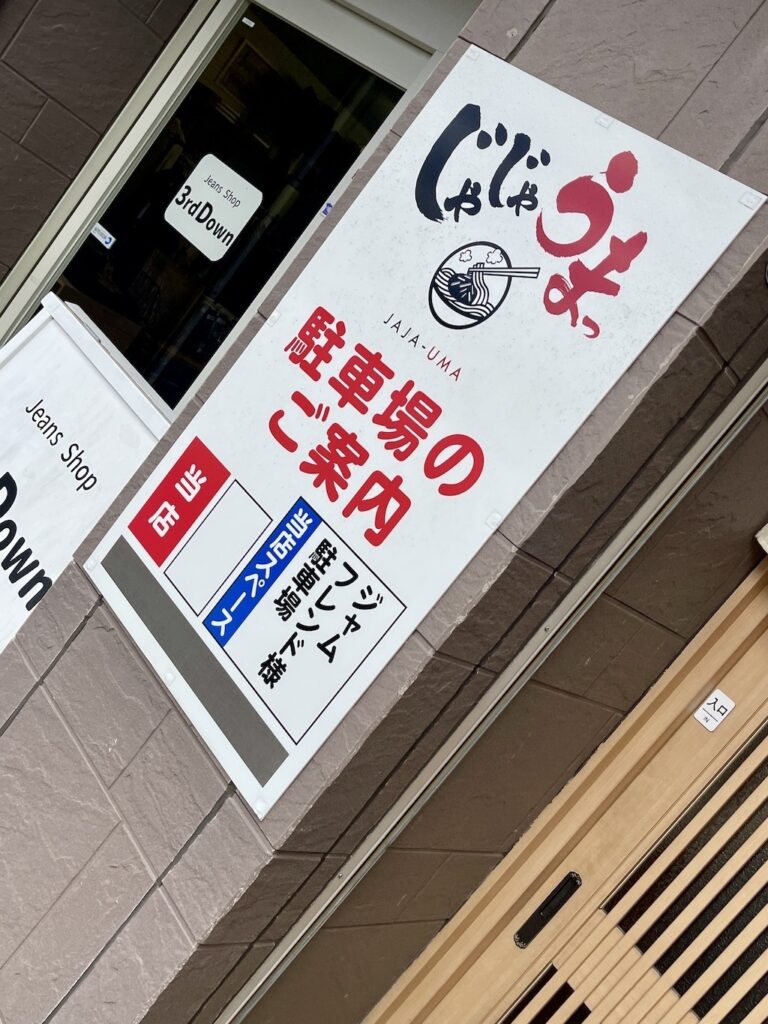 じゃじゃうまっ
JAJA-UMA
駐車場の
ご案内
当店
当店スペース
ジャム
フレンド様
駐車場
Jeans Shop
3rdDown
Jeans Shop
Down
入口
IN